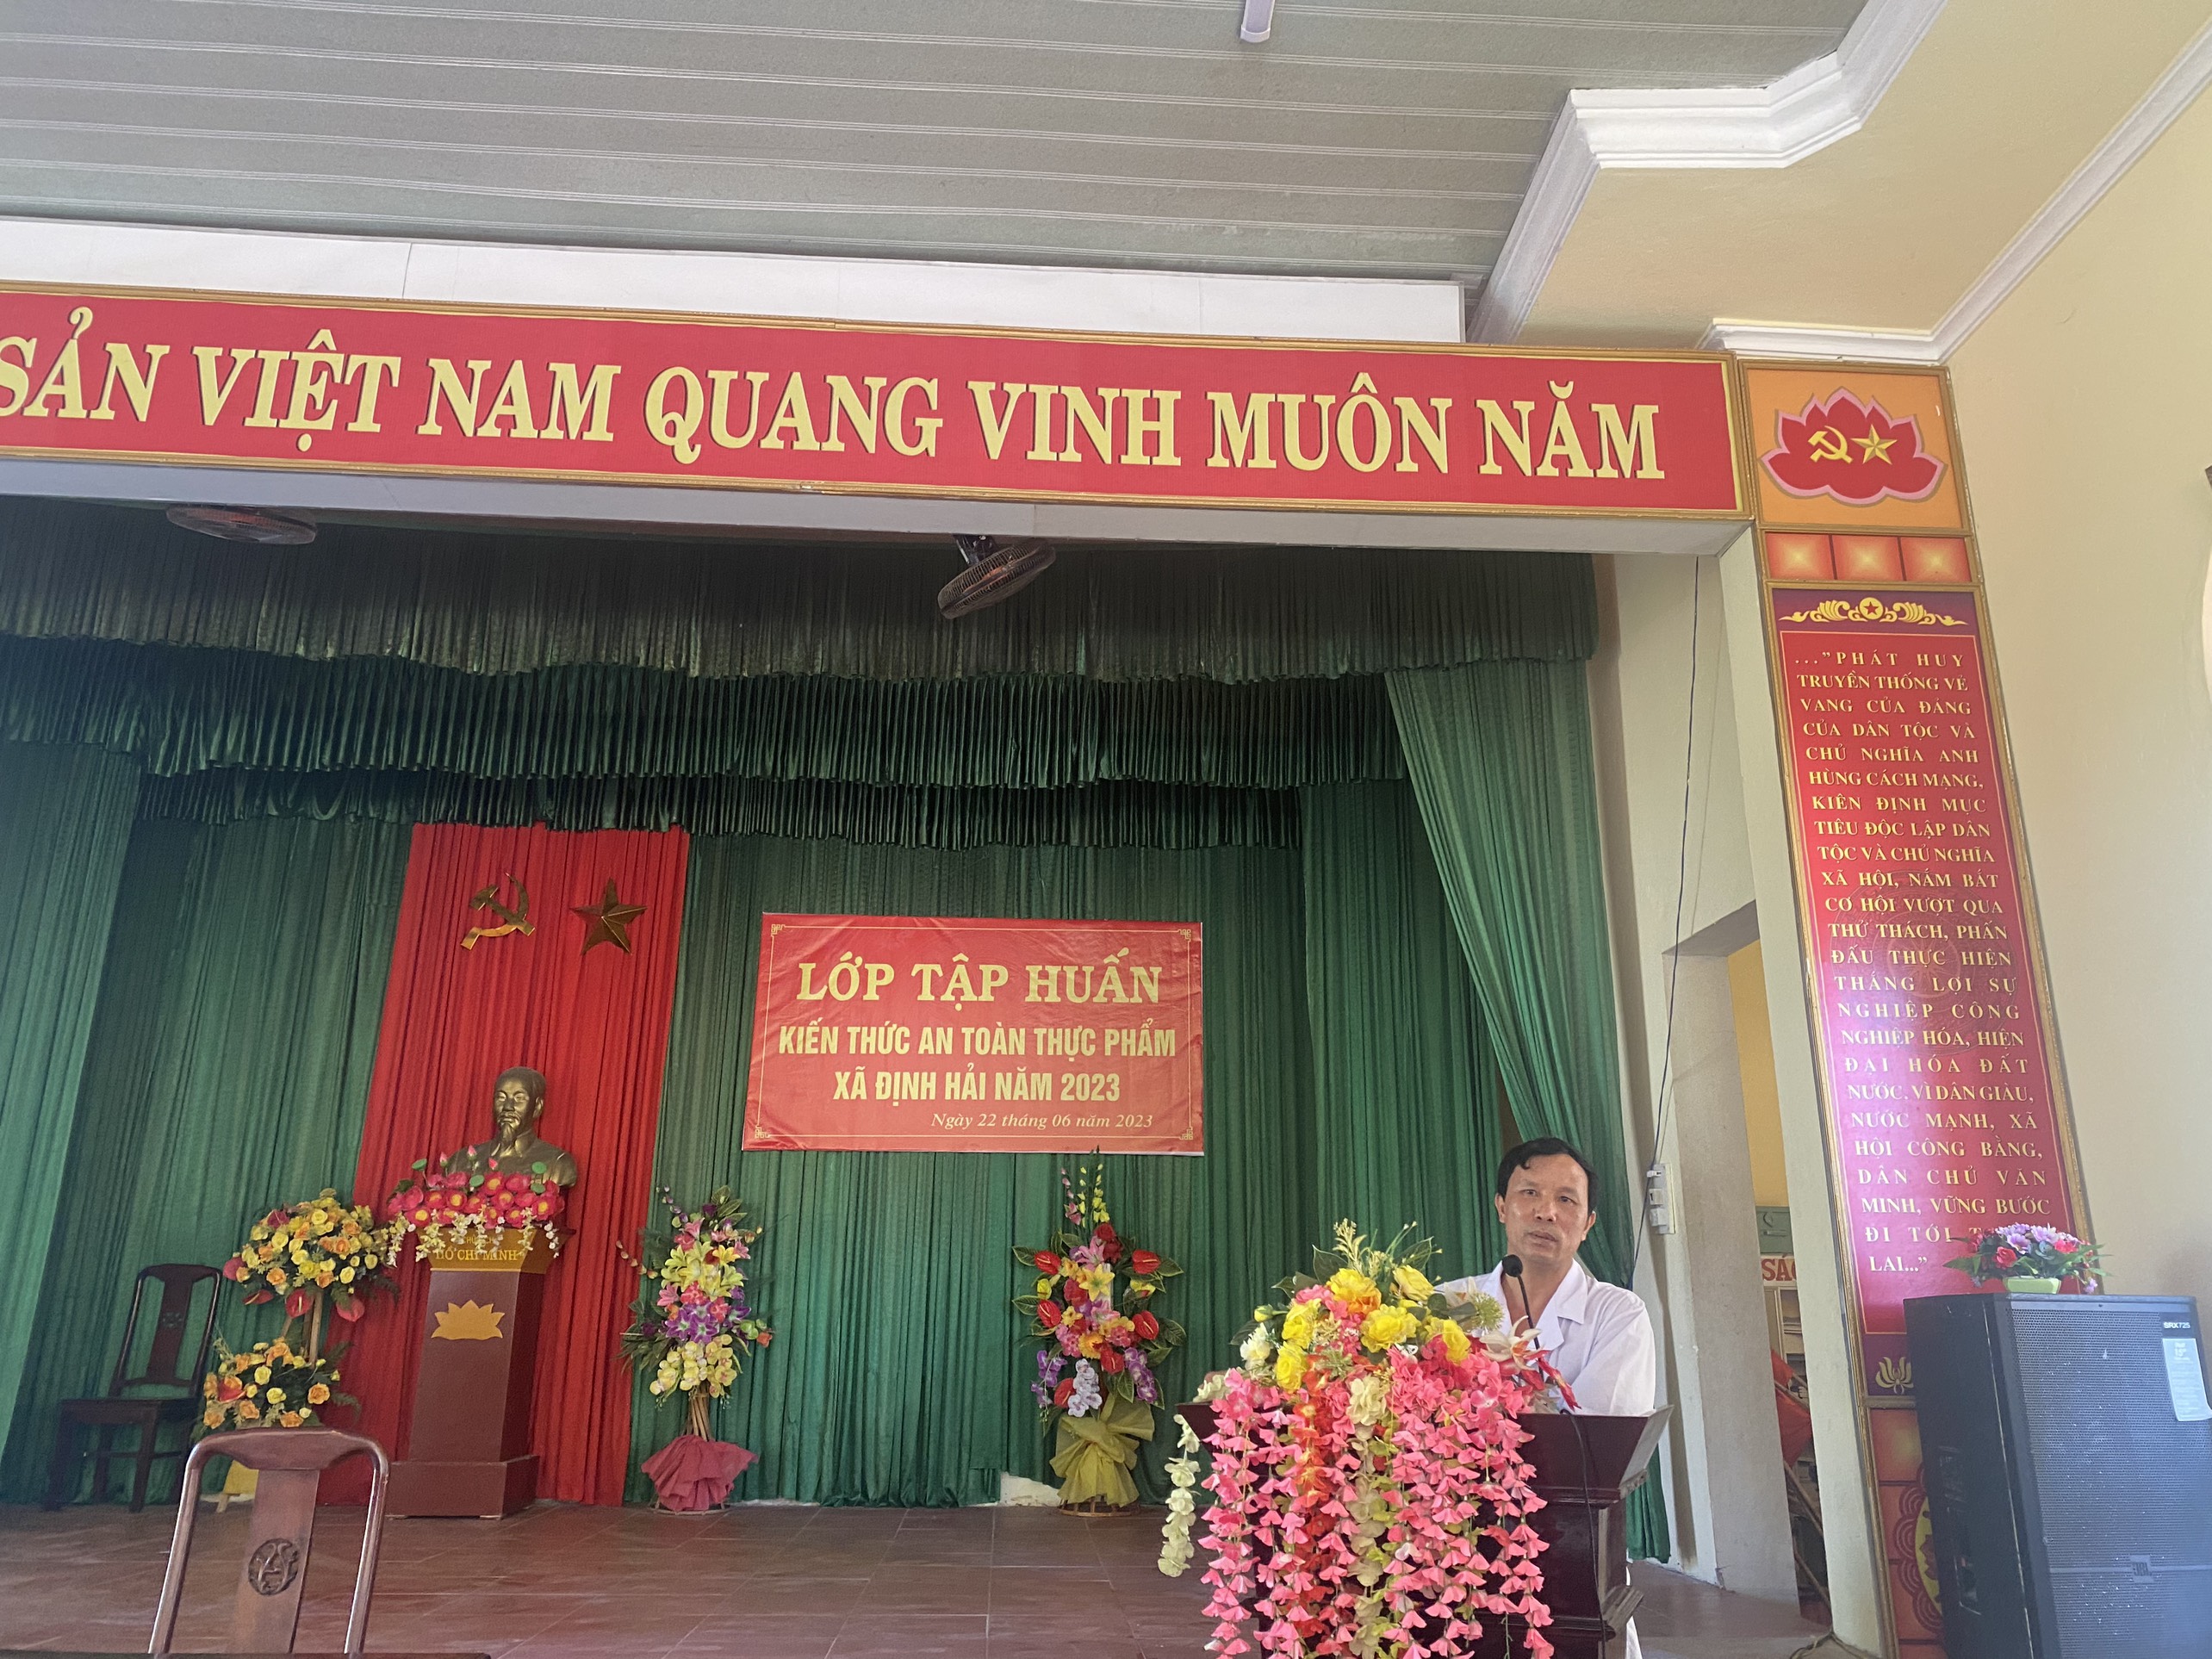 SẢN VIỆT NAM QUANG VINH MUÔN NĂM
LỚP TẬP HUẤN
KIẾN THỨC AN TOÀN THỰC PHẨM
XÃ ĐỊNH HẢI NĂM 2023
Ngày 22 tháng 06 năm 2023
HỒ CHÍ MINH
..."PHÁT HUY
TRUYỀN THỐNG VẺ
VANG CỦA ĐẢNG
CỦA DÂN TỘC VÀ
CHỦ NGHĨA ANH
HÙNG CÁCH MẠNG,
KIÊN ĐỊNH MỤC
TIÊU ĐỘC LẬP DÂN
TỘC VÀ CHỦ NGHĨA
XÃ HỘI, NẮM BẮT
CƠ HỘI VƯỢT QUA
THỬ THÁCH, PHẤN
ĐẤU THỰC HIỆN
THẮNG LỢI SỰ
NGHIỆP CÔNG
NGHIỆP HÓA, HIỆN
ĐẠI HÓA ĐẤT
NƯỚC, VÌ DÂN GIÀU,
NƯỚC MẠNH, XÃ
HỘI CÔNG BẰNG,
DÂN CHỦ VĂN
MINH, VỮNG BƯỚC
ĐI TỚI
LAI..."
SRX725
JBL